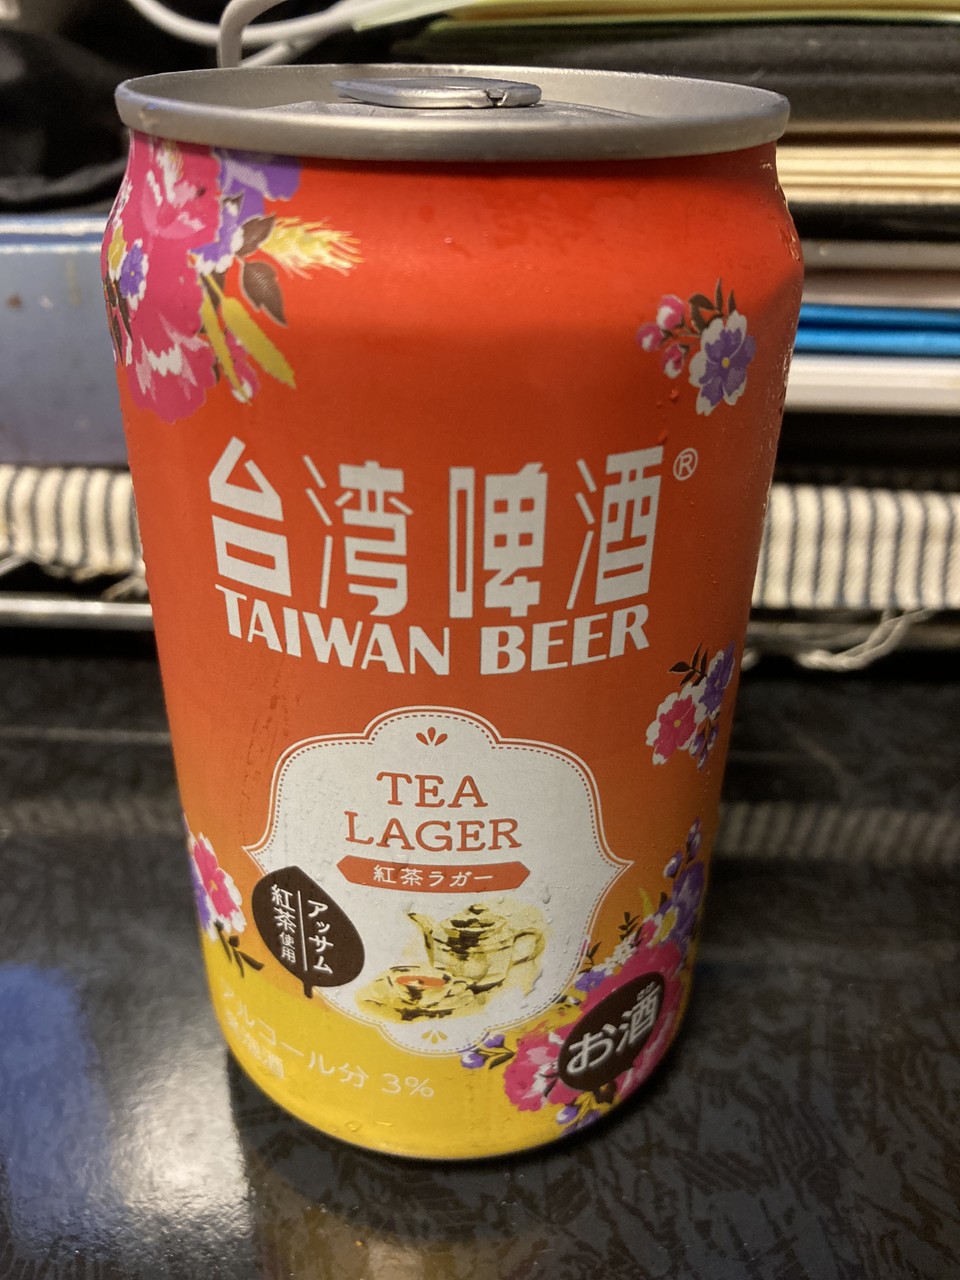 台湾啤酒®
TAIWAN BEER
TEA
LAGER
紅茶ラガー
アッサム
紅茶使用
お酒
アルコール分 3%